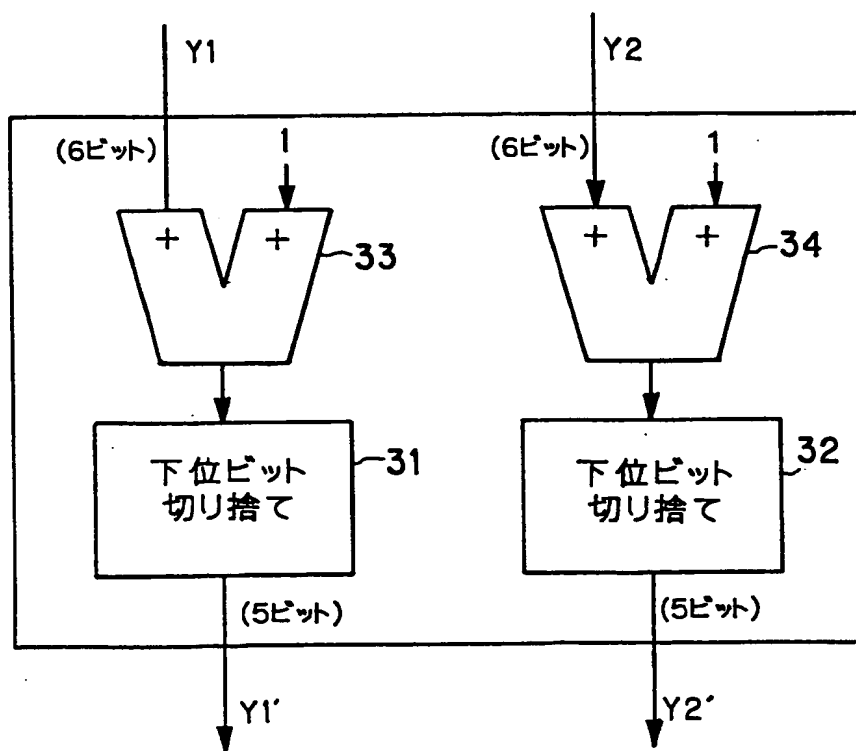 Y1
Y2
(6ビット)
1
(6ビット)
1
+
+
33
+
+
34
下位ビット
切り捨て
31
下位ビット
切り捨て
32
(5ビット)
(5ビット)
Y1′
Y2′